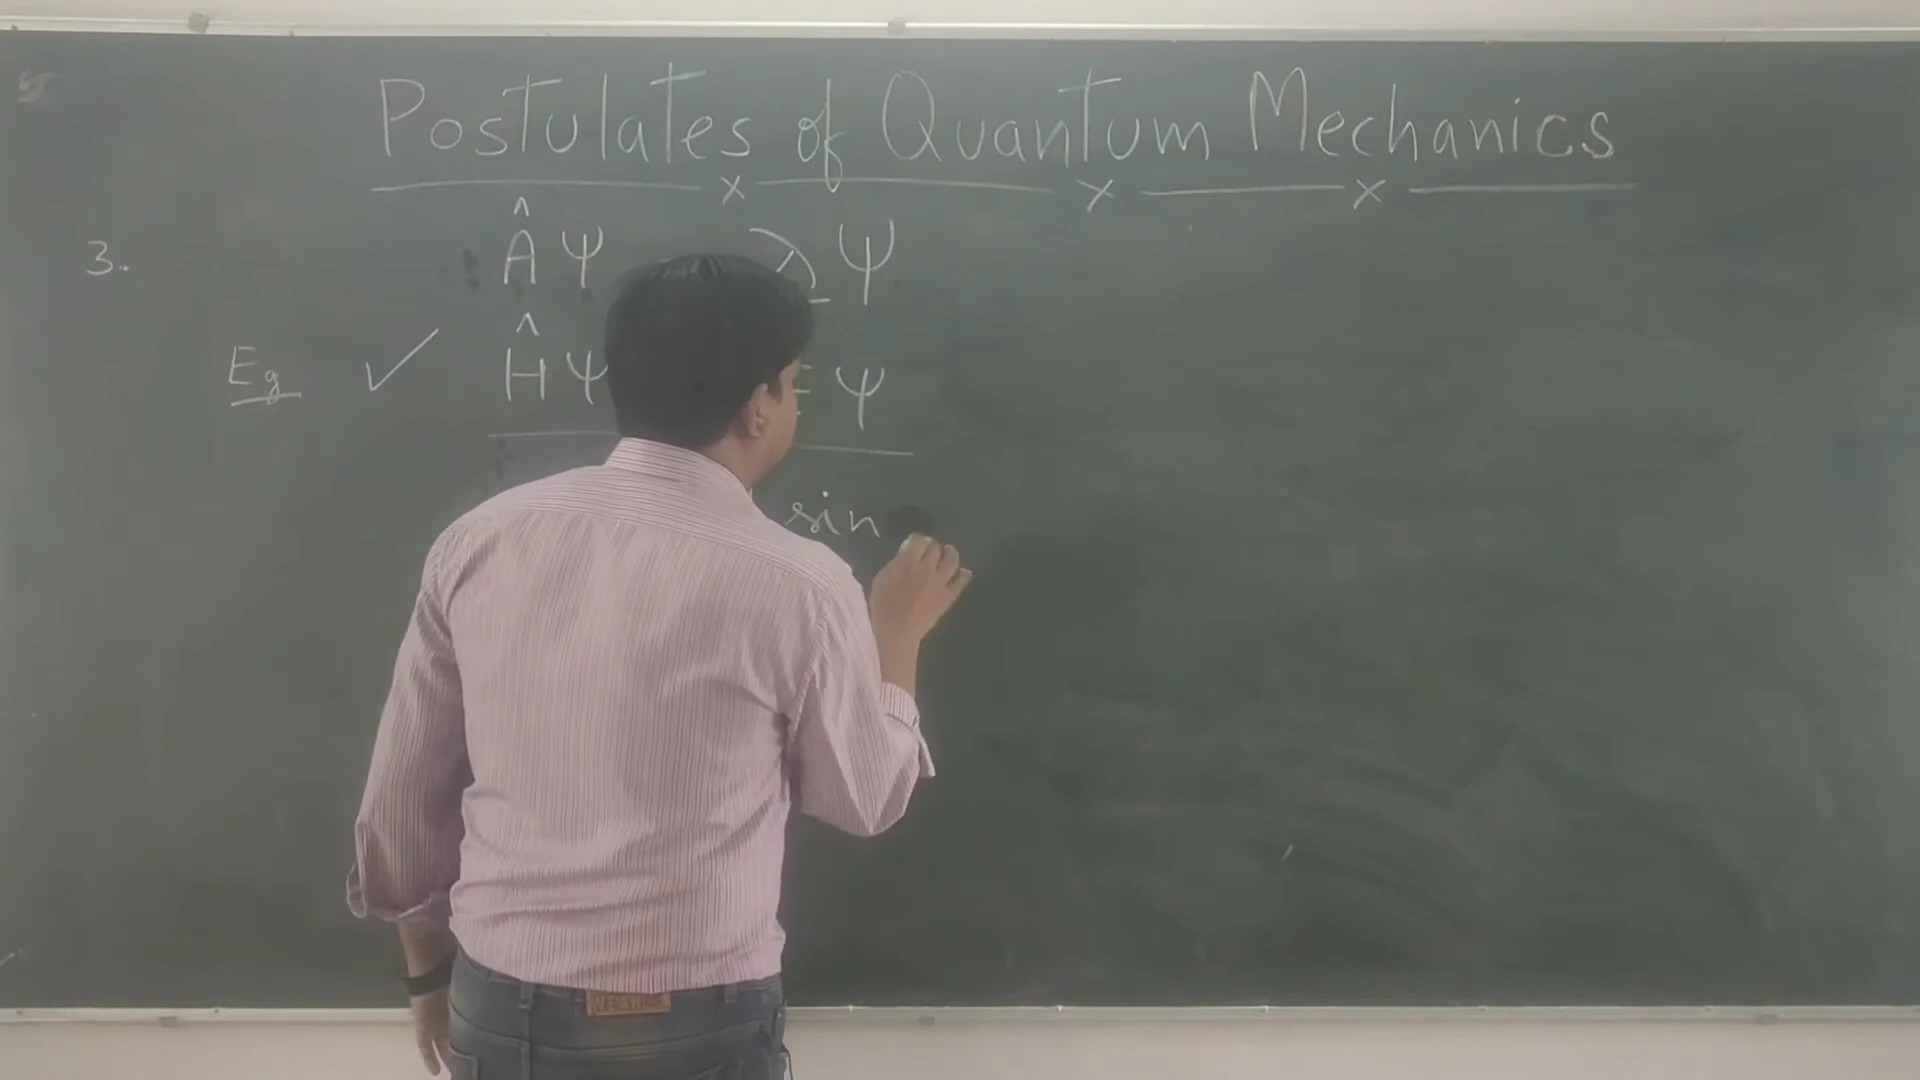 Postulates of Quantum Mechanics
x x x
3. Â Ψ λ Ψ
Eg ✓ Ĥ Ψ Ψ
sin